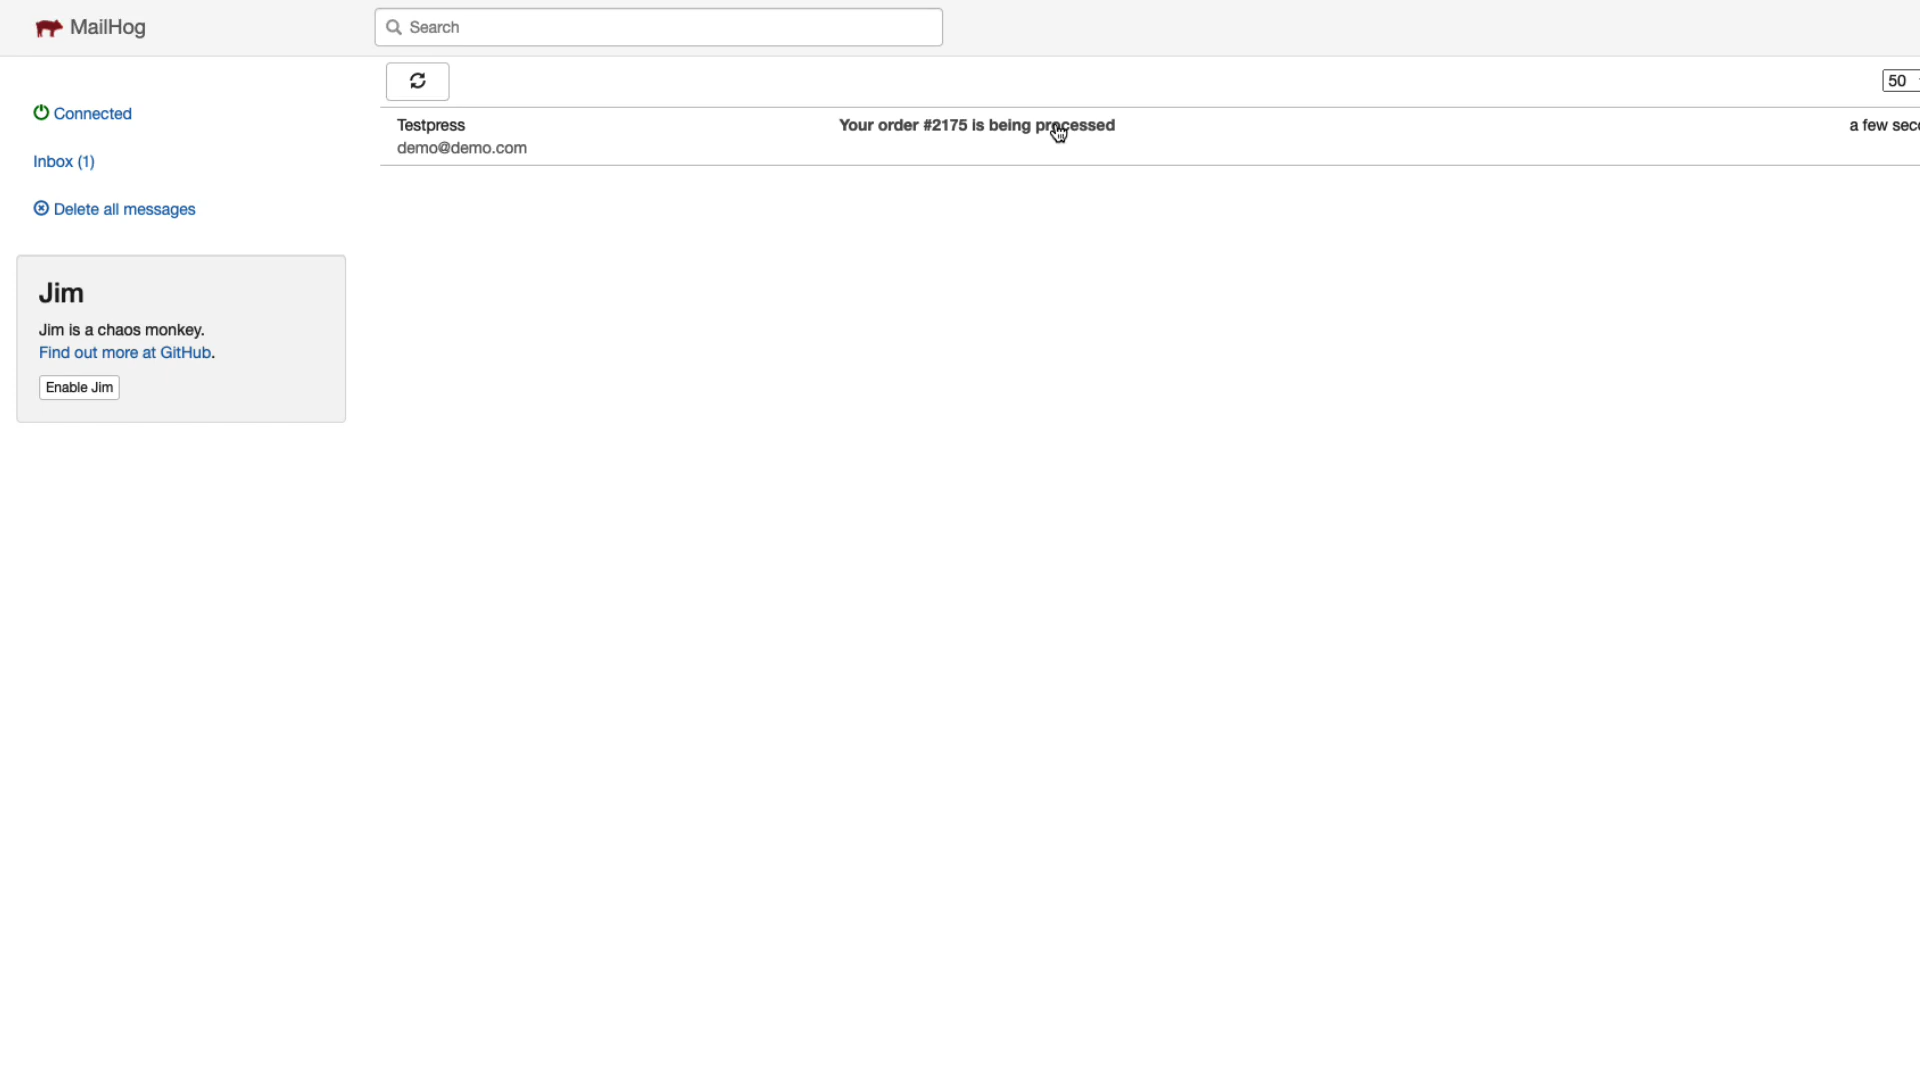 MailHog
Search
50
Connected
Testpress
Your order #2175 is being processed
a few
demo@demo.com
Inbox (1)
Delete all messages
Jim
Jim is a chaos monkey.
Find out more at GitHub.
Enable Jim